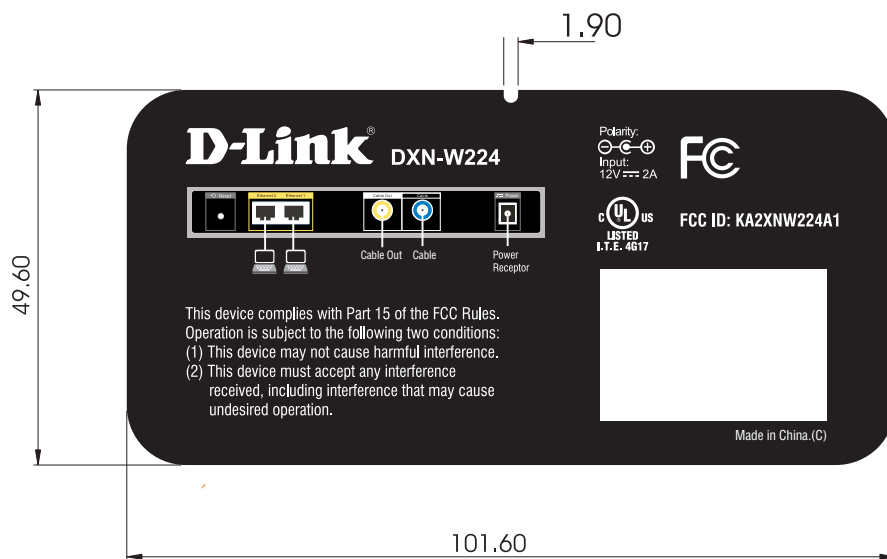 1.90
D-Link®
DXN-W224
Polarity:
Input:
12V 2A
FC
Reset
Ethernet 2 Ethernet 1
Cable Out
Cable
Power
c UL US
LISTED
I.T.E. 4G17
FCC ID: KA2XNW224A1
Cable Out
Cable
Power
Receptor
49.60
This device complies with Part 15 of the FCC Rules.
Operation is subject to the following two conditions:
(1) This device may not cause harmful interference.
(2) This device must accept any interference
received, including interference that may cause
undesired operation.
Made in China.(C)
101.60